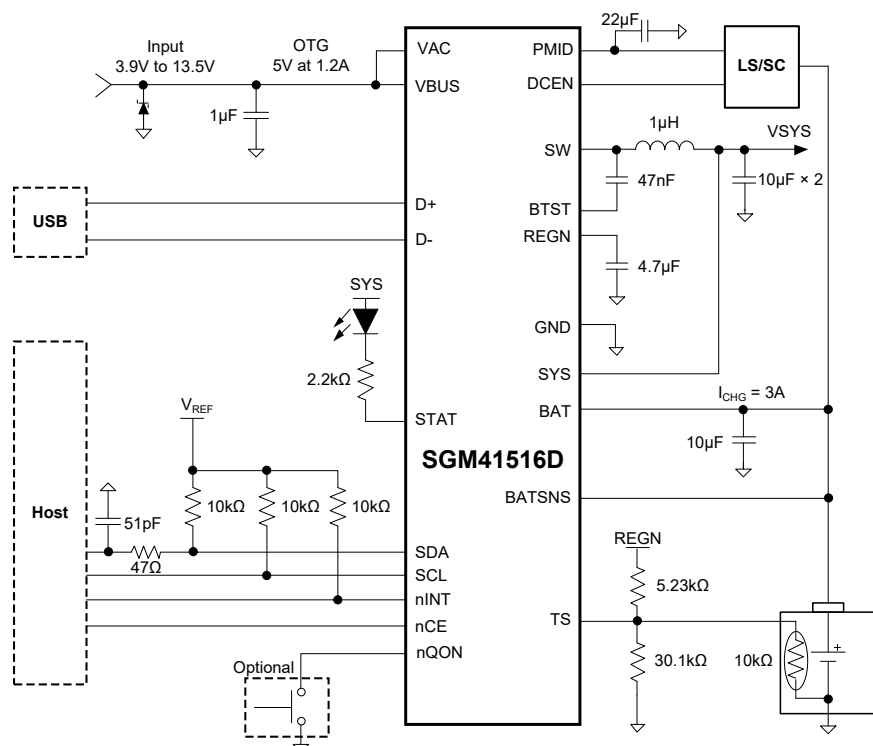 Input
3.9V to 13.5V
OTG
5V at 1.2A
1µF
VAC
VBUS
USB
D+
D-
SYS
2.2kΩ
STAT
VREF
10kΩ
10kΩ
10kΩ
Host
51pF
47Ω
SDA
SCL
nINT
nCE
nQON
Optional
SGM41516D
22µF
PMID
DCEN
LS/SC
1µH
VSYS
SW
47nF
10µF × 2
BTST
REGN
4.7µF
GND
SYS
BAT
ICHG = 3A
10µF
BATSNS
REGN
5.23kΩ
TS
30.1kΩ
10kΩ
+